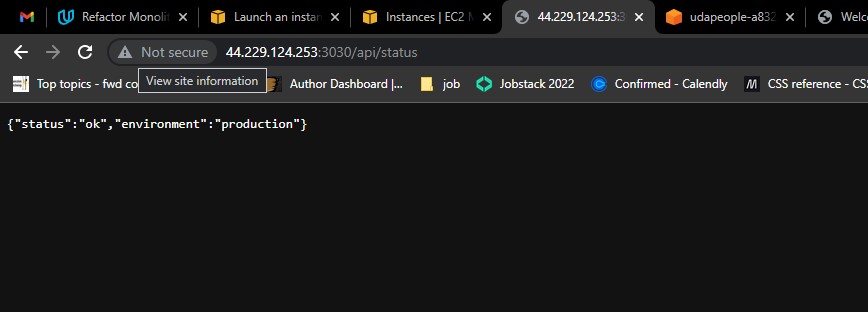 Refactor Monolit
Launch an instan
Instances | EC2 M
44.229.124.253:3
udapeople-a832
Welco
Not secure
44.229.124.253:3030/api/status
Top topics - fwd co
Author Dashboard |...
job
Jobstack 2022
Confirmed - Calendly
CSS reference - CSS
View site information
{"status":"ok","environment":"production"}